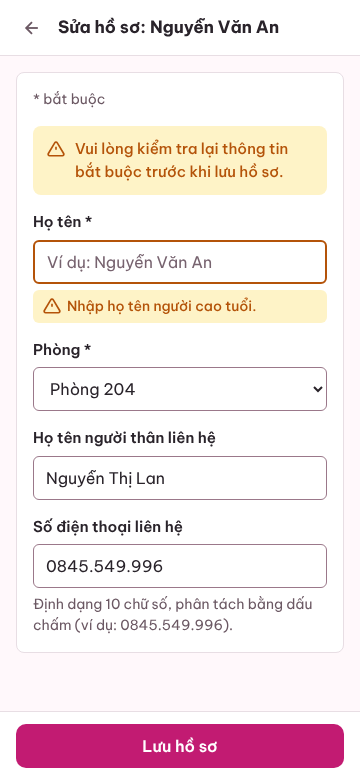 Sửa hồ sơ: Nguyễn Văn An
* bắt buộc
Vui lòng kiểm tra lại thông tin
bắt buộc trước khi lưu hồ sơ.
Họ tên *
Ví dụ: Nguyễn Văn An
Nhập họ tên người cao tuổi.
Phòng *
Phòng 204
Họ tên người thân liên hệ
Nguyễn Thị Lan
Số điện thoại liên hệ
0845.549.996
Định dạng 10 chữ số, phân tách bằng dấu
chấm (ví dụ: 0845.549.996).
Lưu hồ sơ